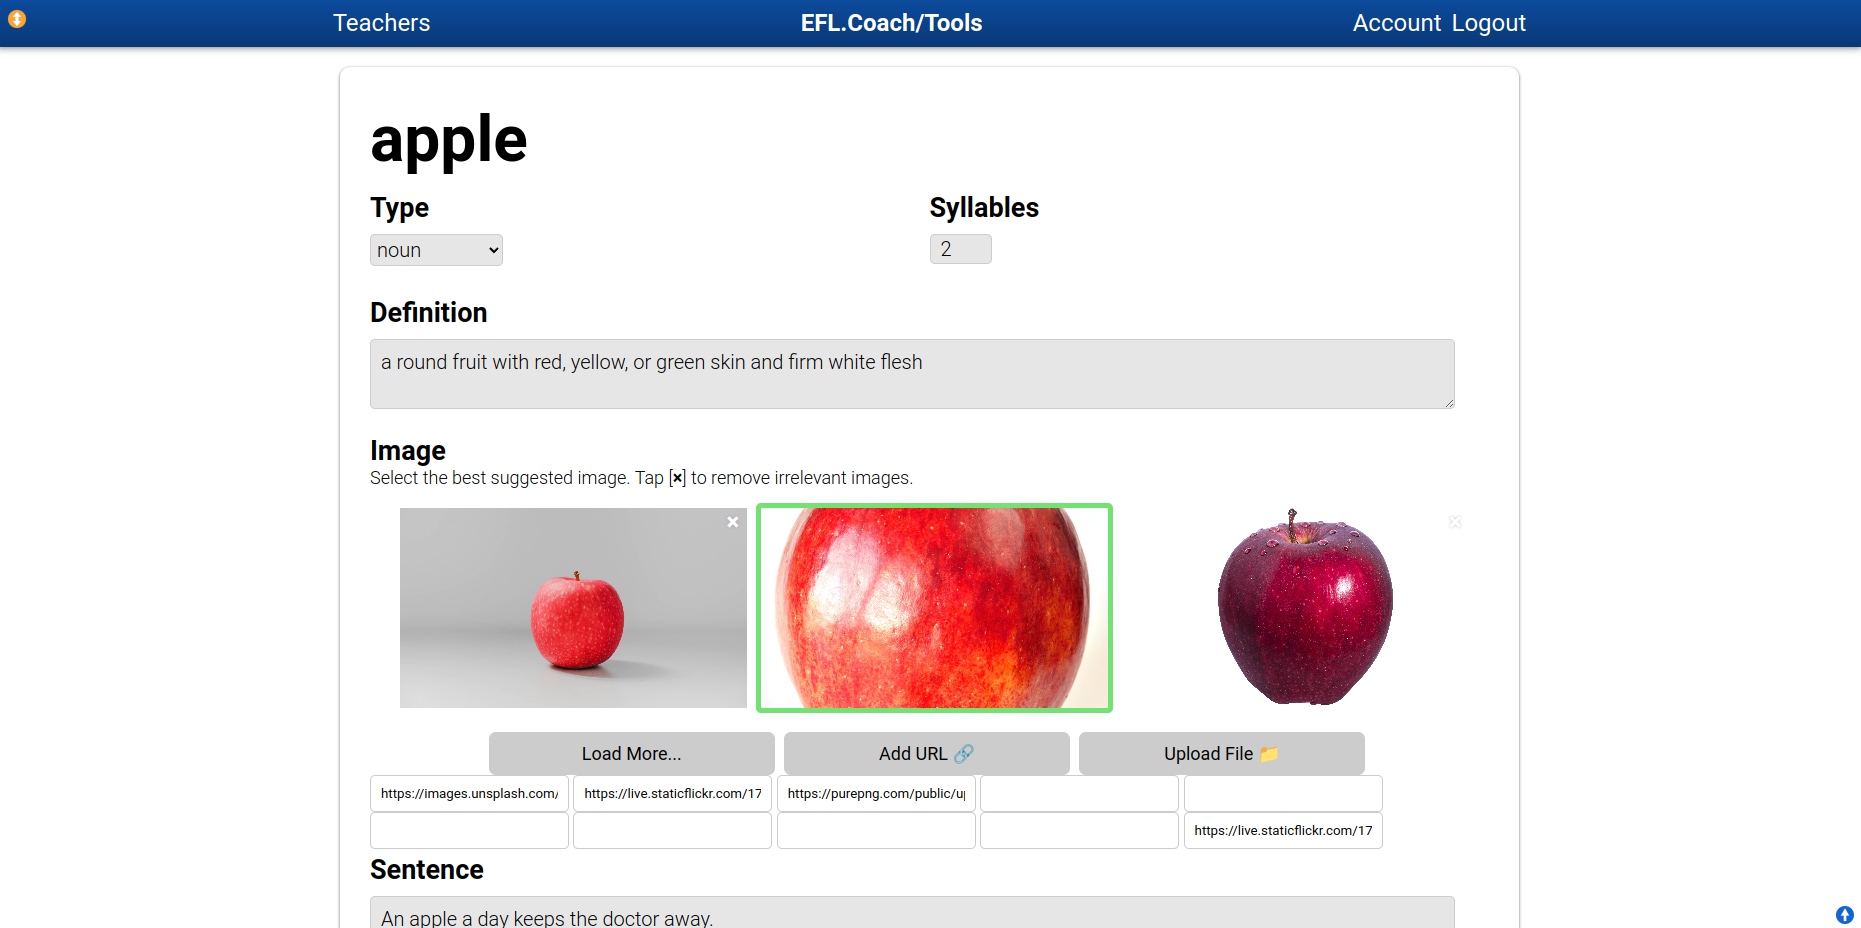 Teachers
EFL.Coach/Tools
Account Logout
apple
Type
Syllables
noun
2
Definition
a round fruit with red, yellow, or green skin and firm white flesh
Image
Select the best suggested image. Tap [×] to remove irrelevant images.
Load More...
Add URL 🔗
Upload File 📁
https://images.unsplash.com/
https://live.staticflickr.com/17
https://purepng.com/public/u
https://live.staticflickr.com/17
Sentence
An apple a day keeps the doctor away.